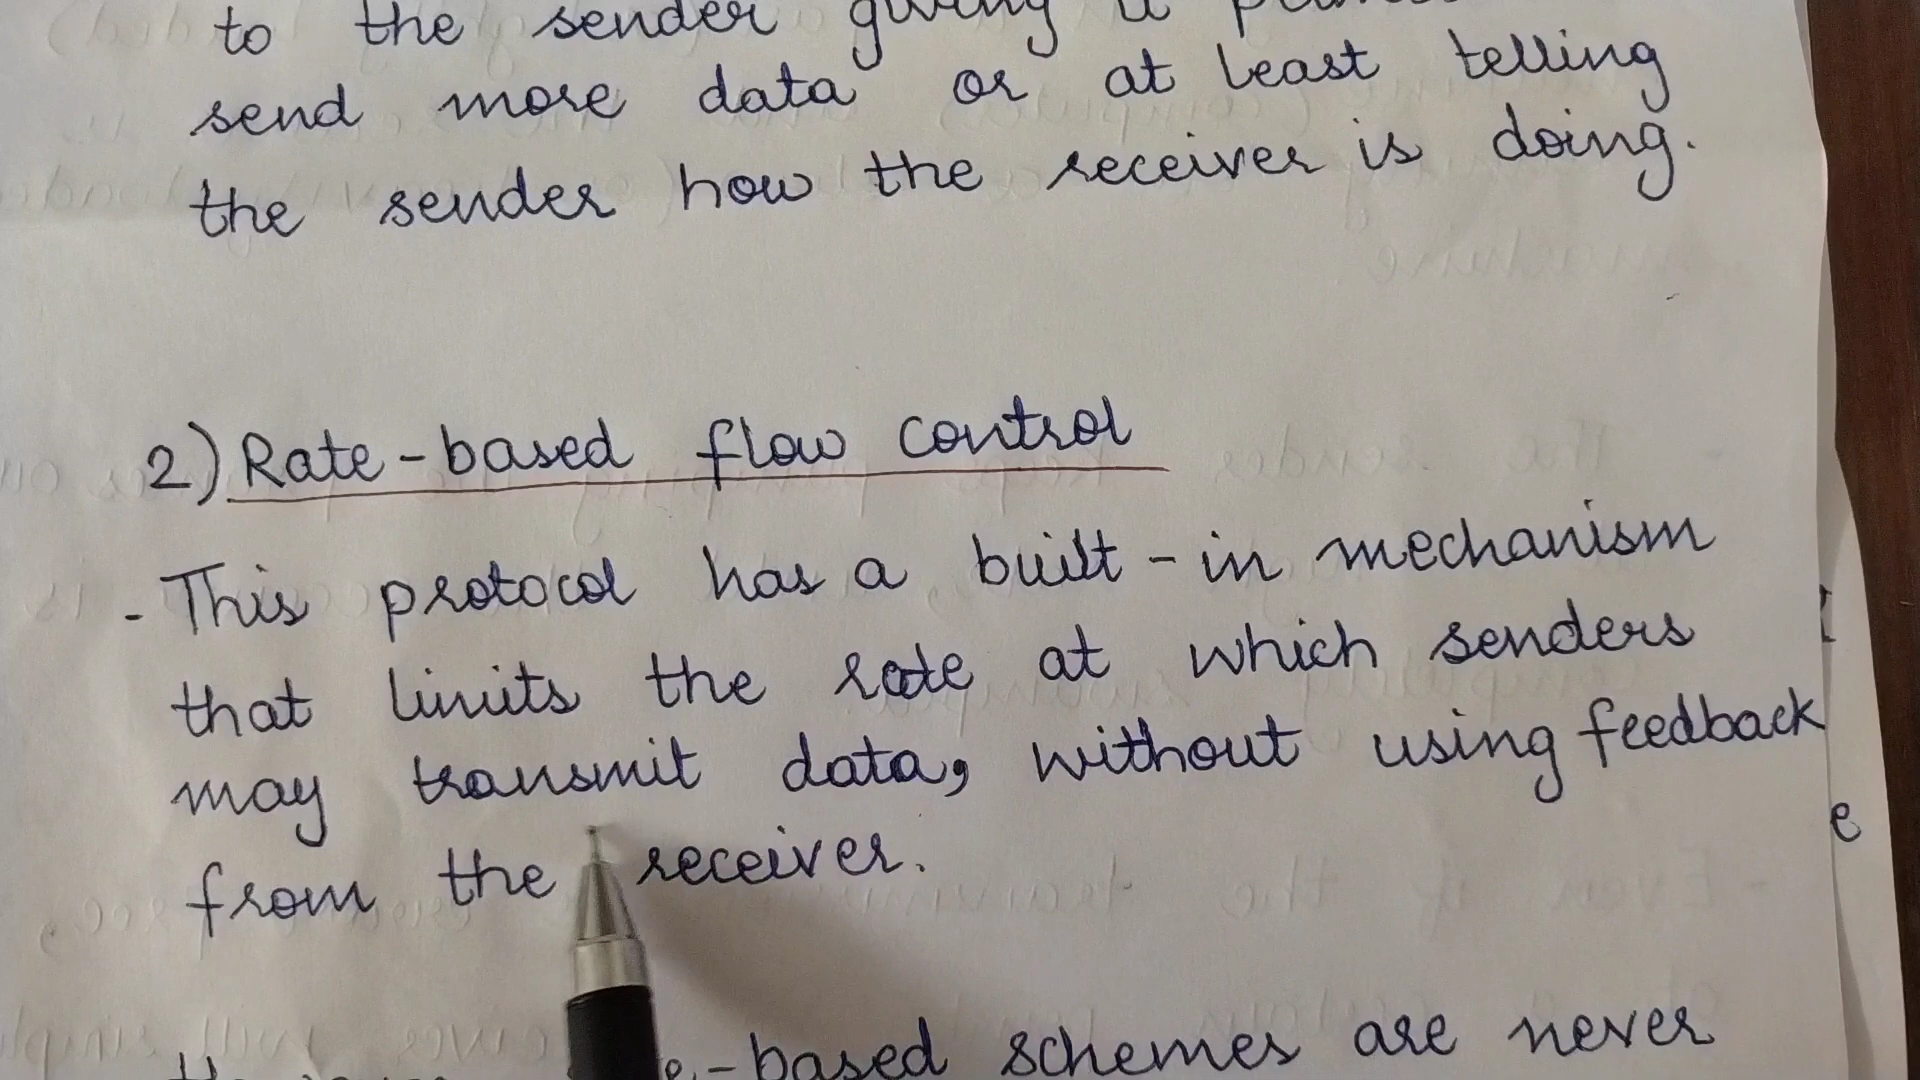 to the sender giving it
send more data or at least telling
the sender how the receiver is doing.
2) Rate-based flow control
- This protocol has a built-in mechanism
that limits the rate at which senders
may transmit data, without using feedback
from the receiver.
-based schemes are never
e